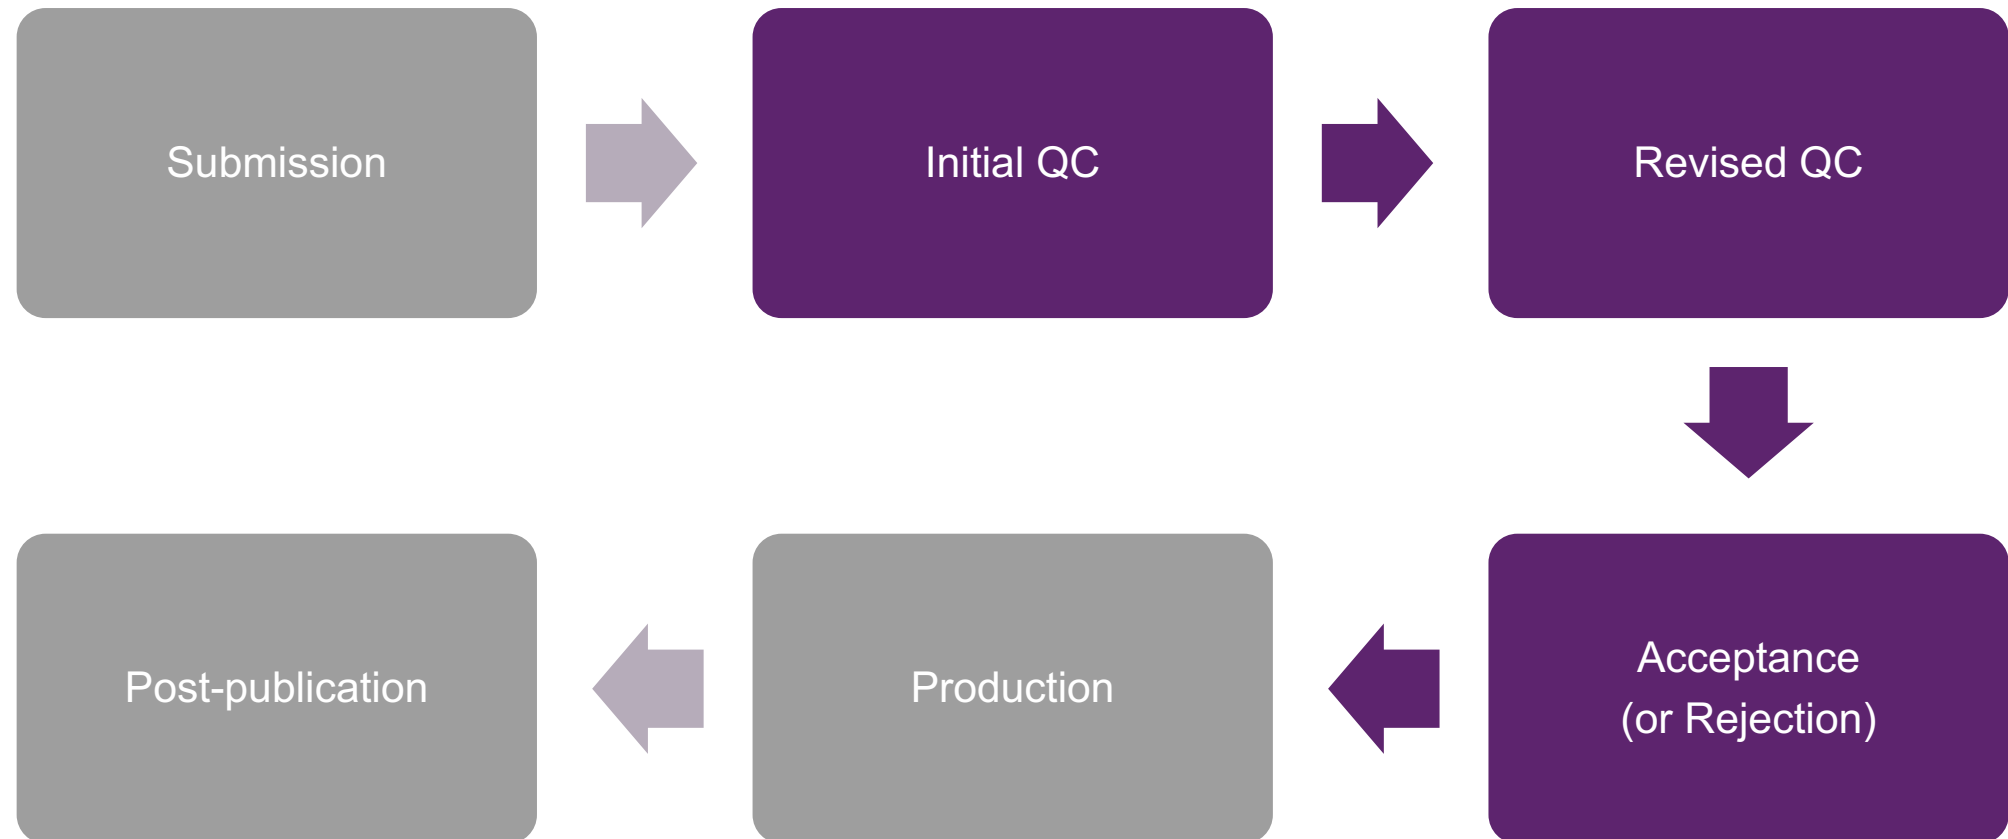 Submission
Initial QC
Revised QC
Acceptance
(or Rejection)
Production
Post-publication